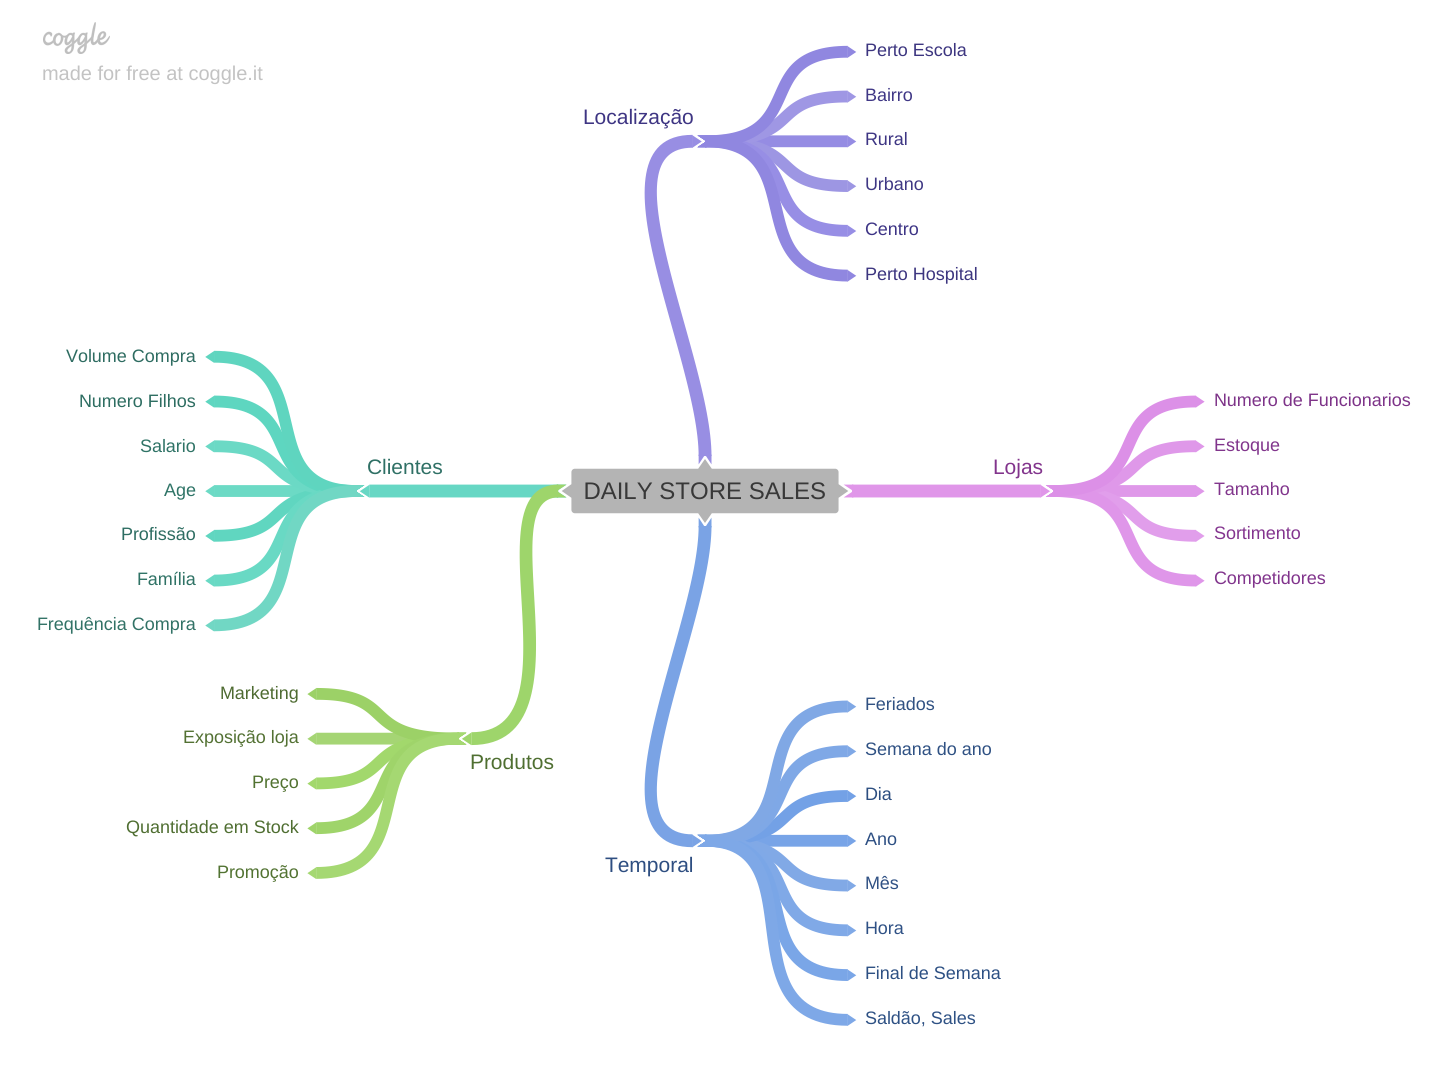 coggle
made for free at coggle.it
Localização
Perto Escola
Bairro
Rural
Urbano
Centro
Perto Hospital
Clientes
Volume Compra
Numero Filhos
Salario
Age
Profissão
Família
Frequência Compra
DAILY STORE SALES
Lojas
Numero de Funcionarios
Estoque
Tamanho
Sortimento
Competidores
Produtos
Marketing
Exposição loja
Preço
Quantidade em Stock
Promoção
Temporal
Feriados
Semana do ano
Dia
Ano
Mês
Hora
Final de Semana
Saldão, Sales